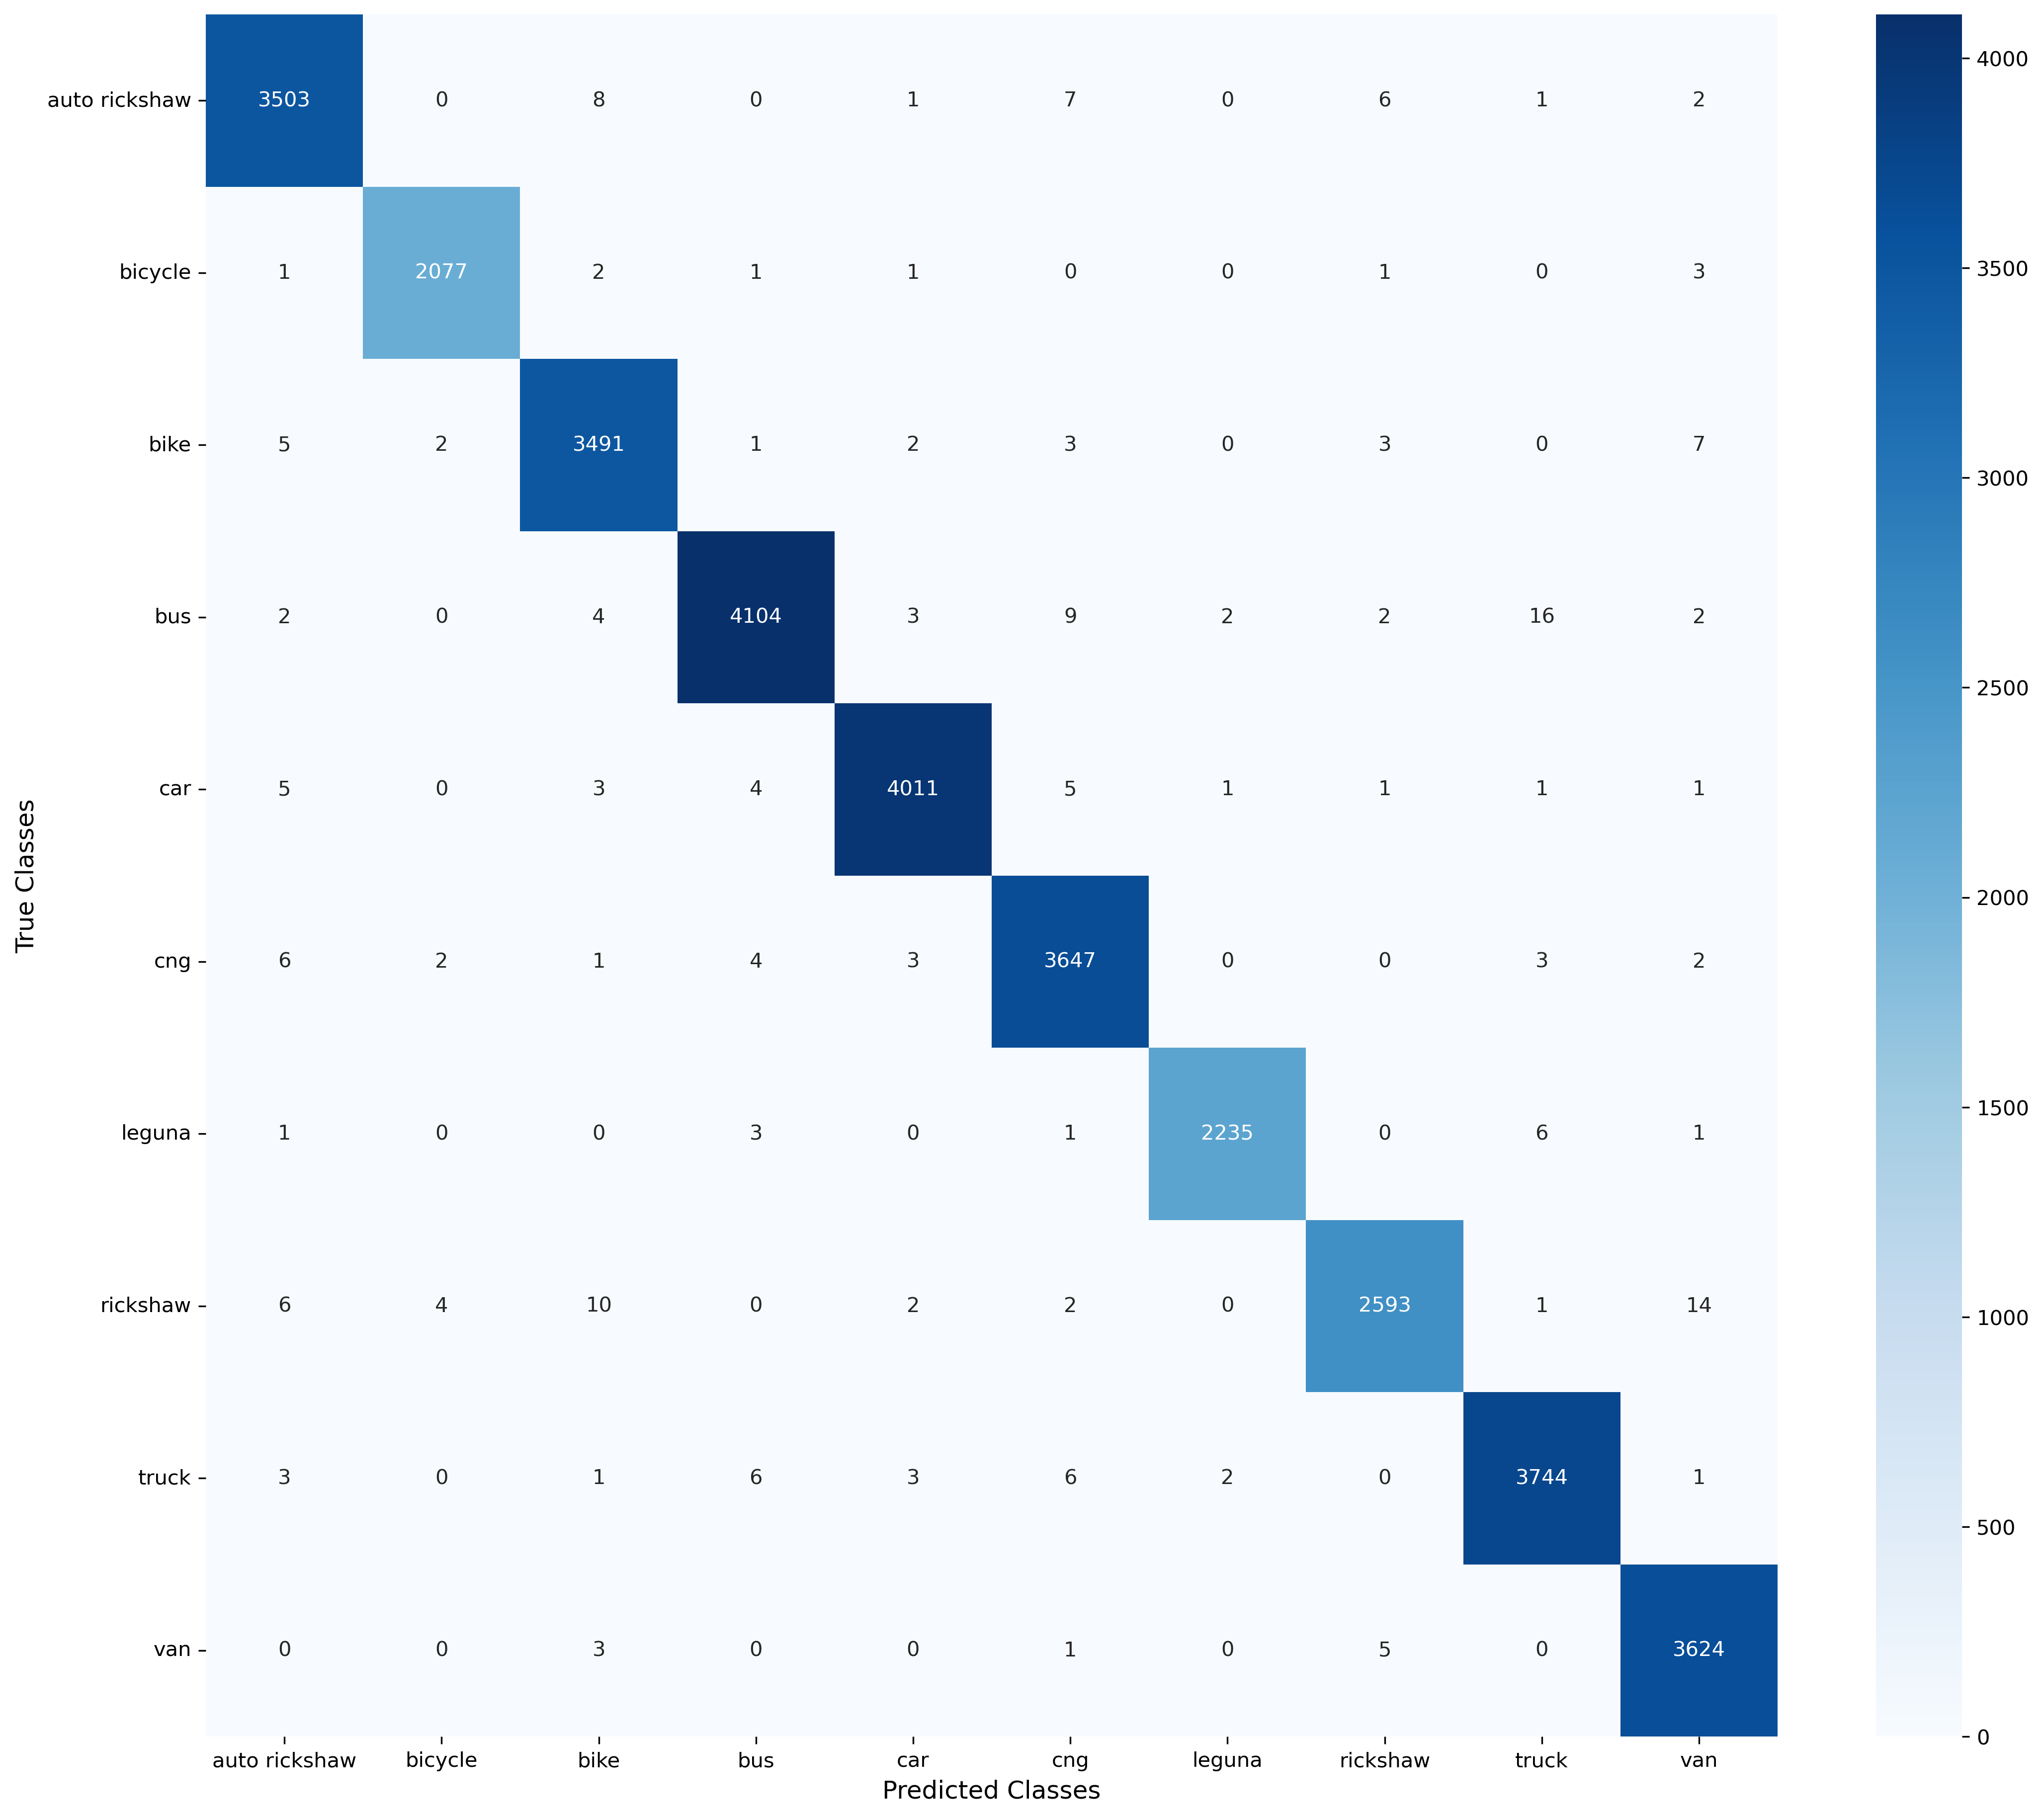 auto rickshaw 3503 0 8 0 1 7 0 6 1 2
bicycle 1 2077 2 1 1 0 0 1 0 3
bike 5 2 3491 1 2 3 0 3 0 7
bus 2 0 4 4104 3 9 2 2 16 2
car 5 0 3 4 4011 5 1 1 1 1
cng 6 2 1 4 3 3647 0 0 3 2
leguna 1 0 0 3 0 1 2235 0 6 1
rickshaw 6 4 10 0 2 2 0 2593 1 14
truck 3 0 1 6 3 6 2 0 3744 1
van 0 0 3 0 0 1 0 5 0 3624
auto rickshaw bicycle bike bus car cng leguna rickshaw truck van
Predicted Classes
True Classes
4000
3500
3000
2500
2000
1500
1000
500
0